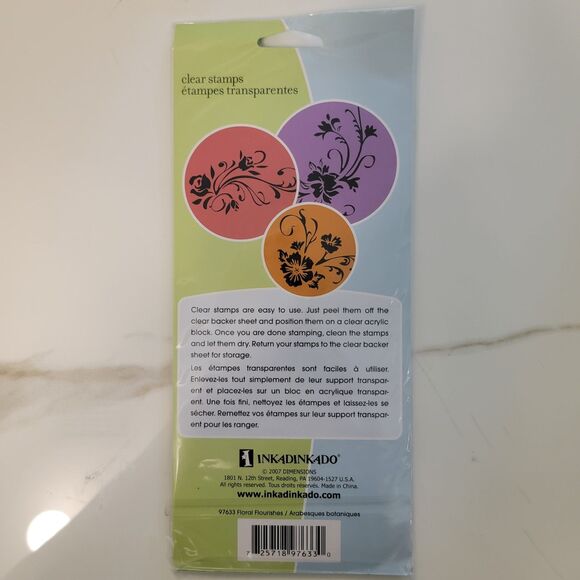 clear stamps
étampes transparentes
Clear stamps are easy to use. Just peel them off the
clear backer sheet and position them on a clear acrylic
block. Once you are done stamping, clean the stamps
and let them dry. Return your stamps to the clear backer
sheet for storage.
Les étampes transparentes sont faciles à utiliser.
Enlevez-les tout simplement de leur support transpar-
ent et placez-les sur un bloc en acrylique transpar-
ent. Une fois fini, nettoyez les étampes et laissez-les se
sécher. Remettez vos étampes sur leur support transpar-
ent pour les ranger.
INKADINKADO®
© 2007 DIMENSIONS
1801 N. 12th Street, Reading, PA 19604-1527 U.S.A.
All rights reserved. Tous droits réservés. Made in China.
www.inkadinkado.com
97633 Floral Flourishes / Arabesques botaniques
7 25718 97633 0